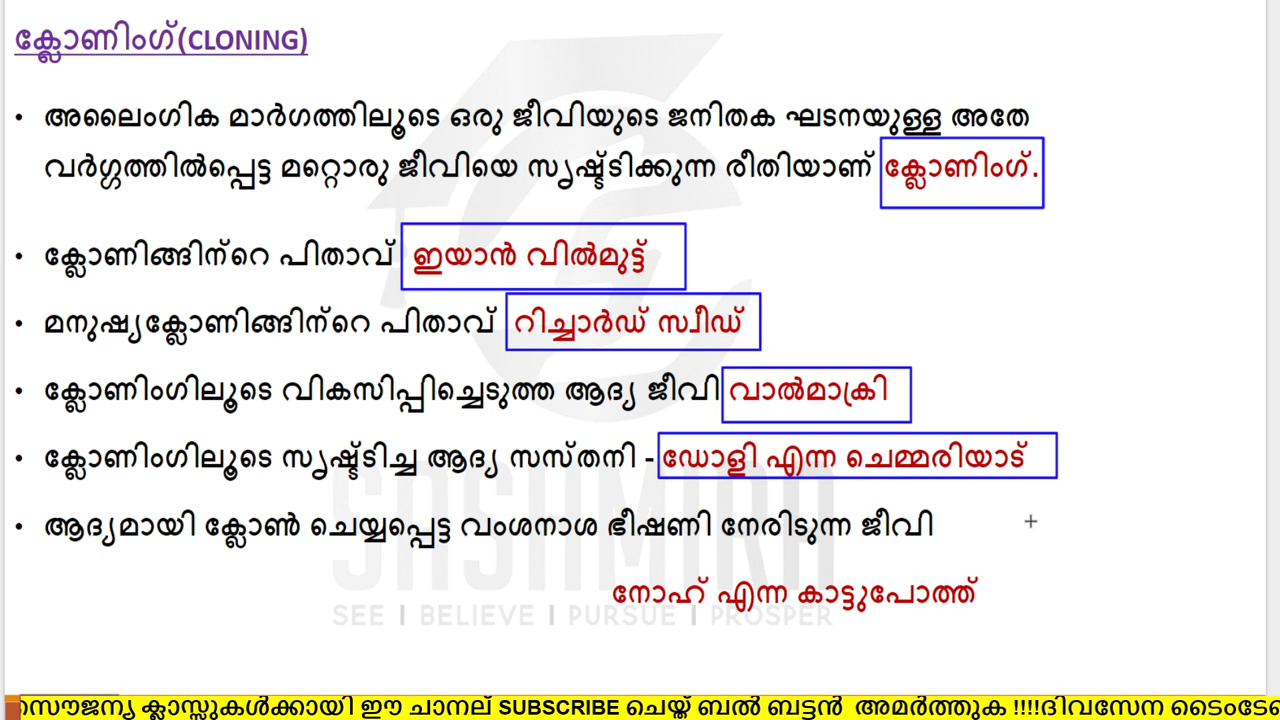 ക്ലോണിംഗ്(CLONING)
• അലൈംഗിക മാർഗത്തിലൂടെ ഒരു ജീവിയുടെ ജനിതക ഘടനയുള്ള അതേ
വർഗ്ഗത്തിൽപ്പെട്ട മറ്റൊരു ജീവിയെ സൃഷ്ട്ടിക്കുന്ന രീതിയാണ് ക്ലോണിംഗ്.
• ക്ലോണിങ്ങിന്റെ പിതാവ് ഇയാൻ വിൽമുട്ട്
• മനുഷ്യക്ലോണിങ്ങിന്റെ പിതാവ് റിച്ചാർഡ് സ്വീഡ്
• ക്ലോണിംഗിലൂടെ വികസിപ്പിച്ചെടുത്ത ആദ്യ ജീവി വാൽമാക്രി
• ക്ലോണിംഗിലൂടെ സൃഷ്ട്ടിച്ച ആദ്യ സസ്തനി - ഡോളി എന്ന ചെമ്മരിയാട്
• ആദ്യമായി ക്ലോൺ ചെയ്യപ്പെട്ട വംശനാശ ഭീഷണി നേരിടുന്ന ജീവി
നോഹ് എന്ന കാട്ടുപോത്ത്
SASHMIRA
SEE | BELIEVE | PURSUE | PROSPER
സൗജന്യ ക്ലാസ്സുകൾക്കായി ഈ ചാനല് SUBSCRIBE ചെയ്ത് ബൽ ബട്ടൻ അമർത്തുക !!!!ദിവസേന